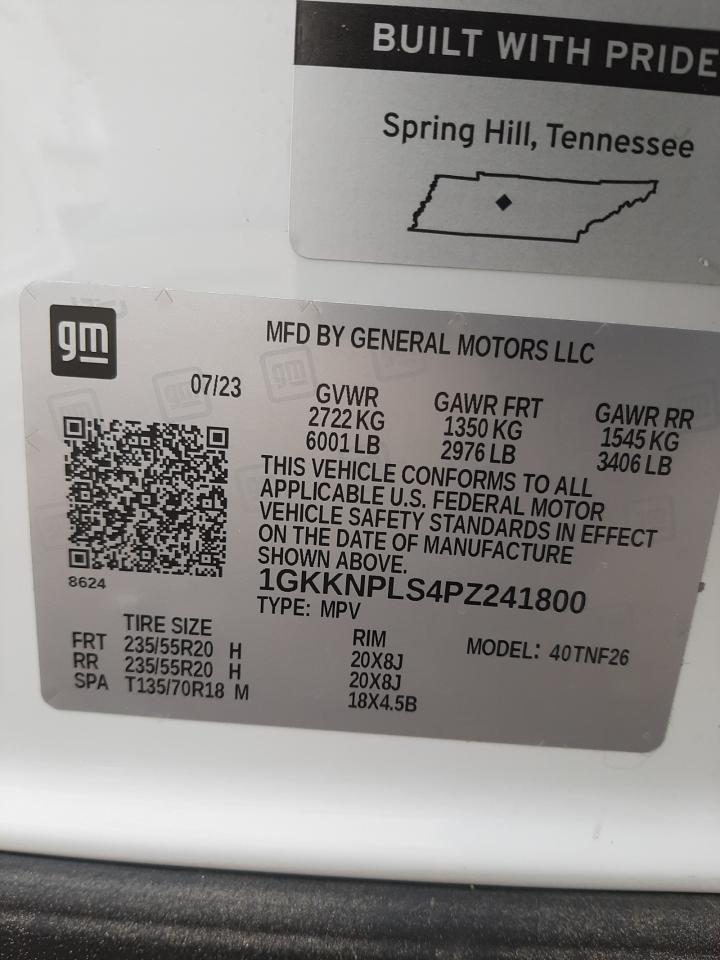 BUILT WITH PRIDE
Spring Hill, Tennessee
gm
MFD BY GENERAL MOTORS LLC
07/23
GVWR GAWR FRT GAWR RR
2722 KG 1350 KG 1545 KG
6001 LB 2976 LB 3406 LB
THIS VEHICLE CONFORMS TO ALL
APPLICABLE U.S. FEDERAL MOTOR
VEHICLE SAFETY STANDARDS IN EFFECT
ON THE DATE OF MANUFACTURE
SHOWN ABOVE.
8624
1GKKNPLS4PZ241800
TYPE: MPV
TIRE SIZE RIM MODEL: 40TNF26
FRT 235/55R20 H 20X8J
RR 235/55R20 H 20X8J
SPA T135/70R18 M 18X4.5B